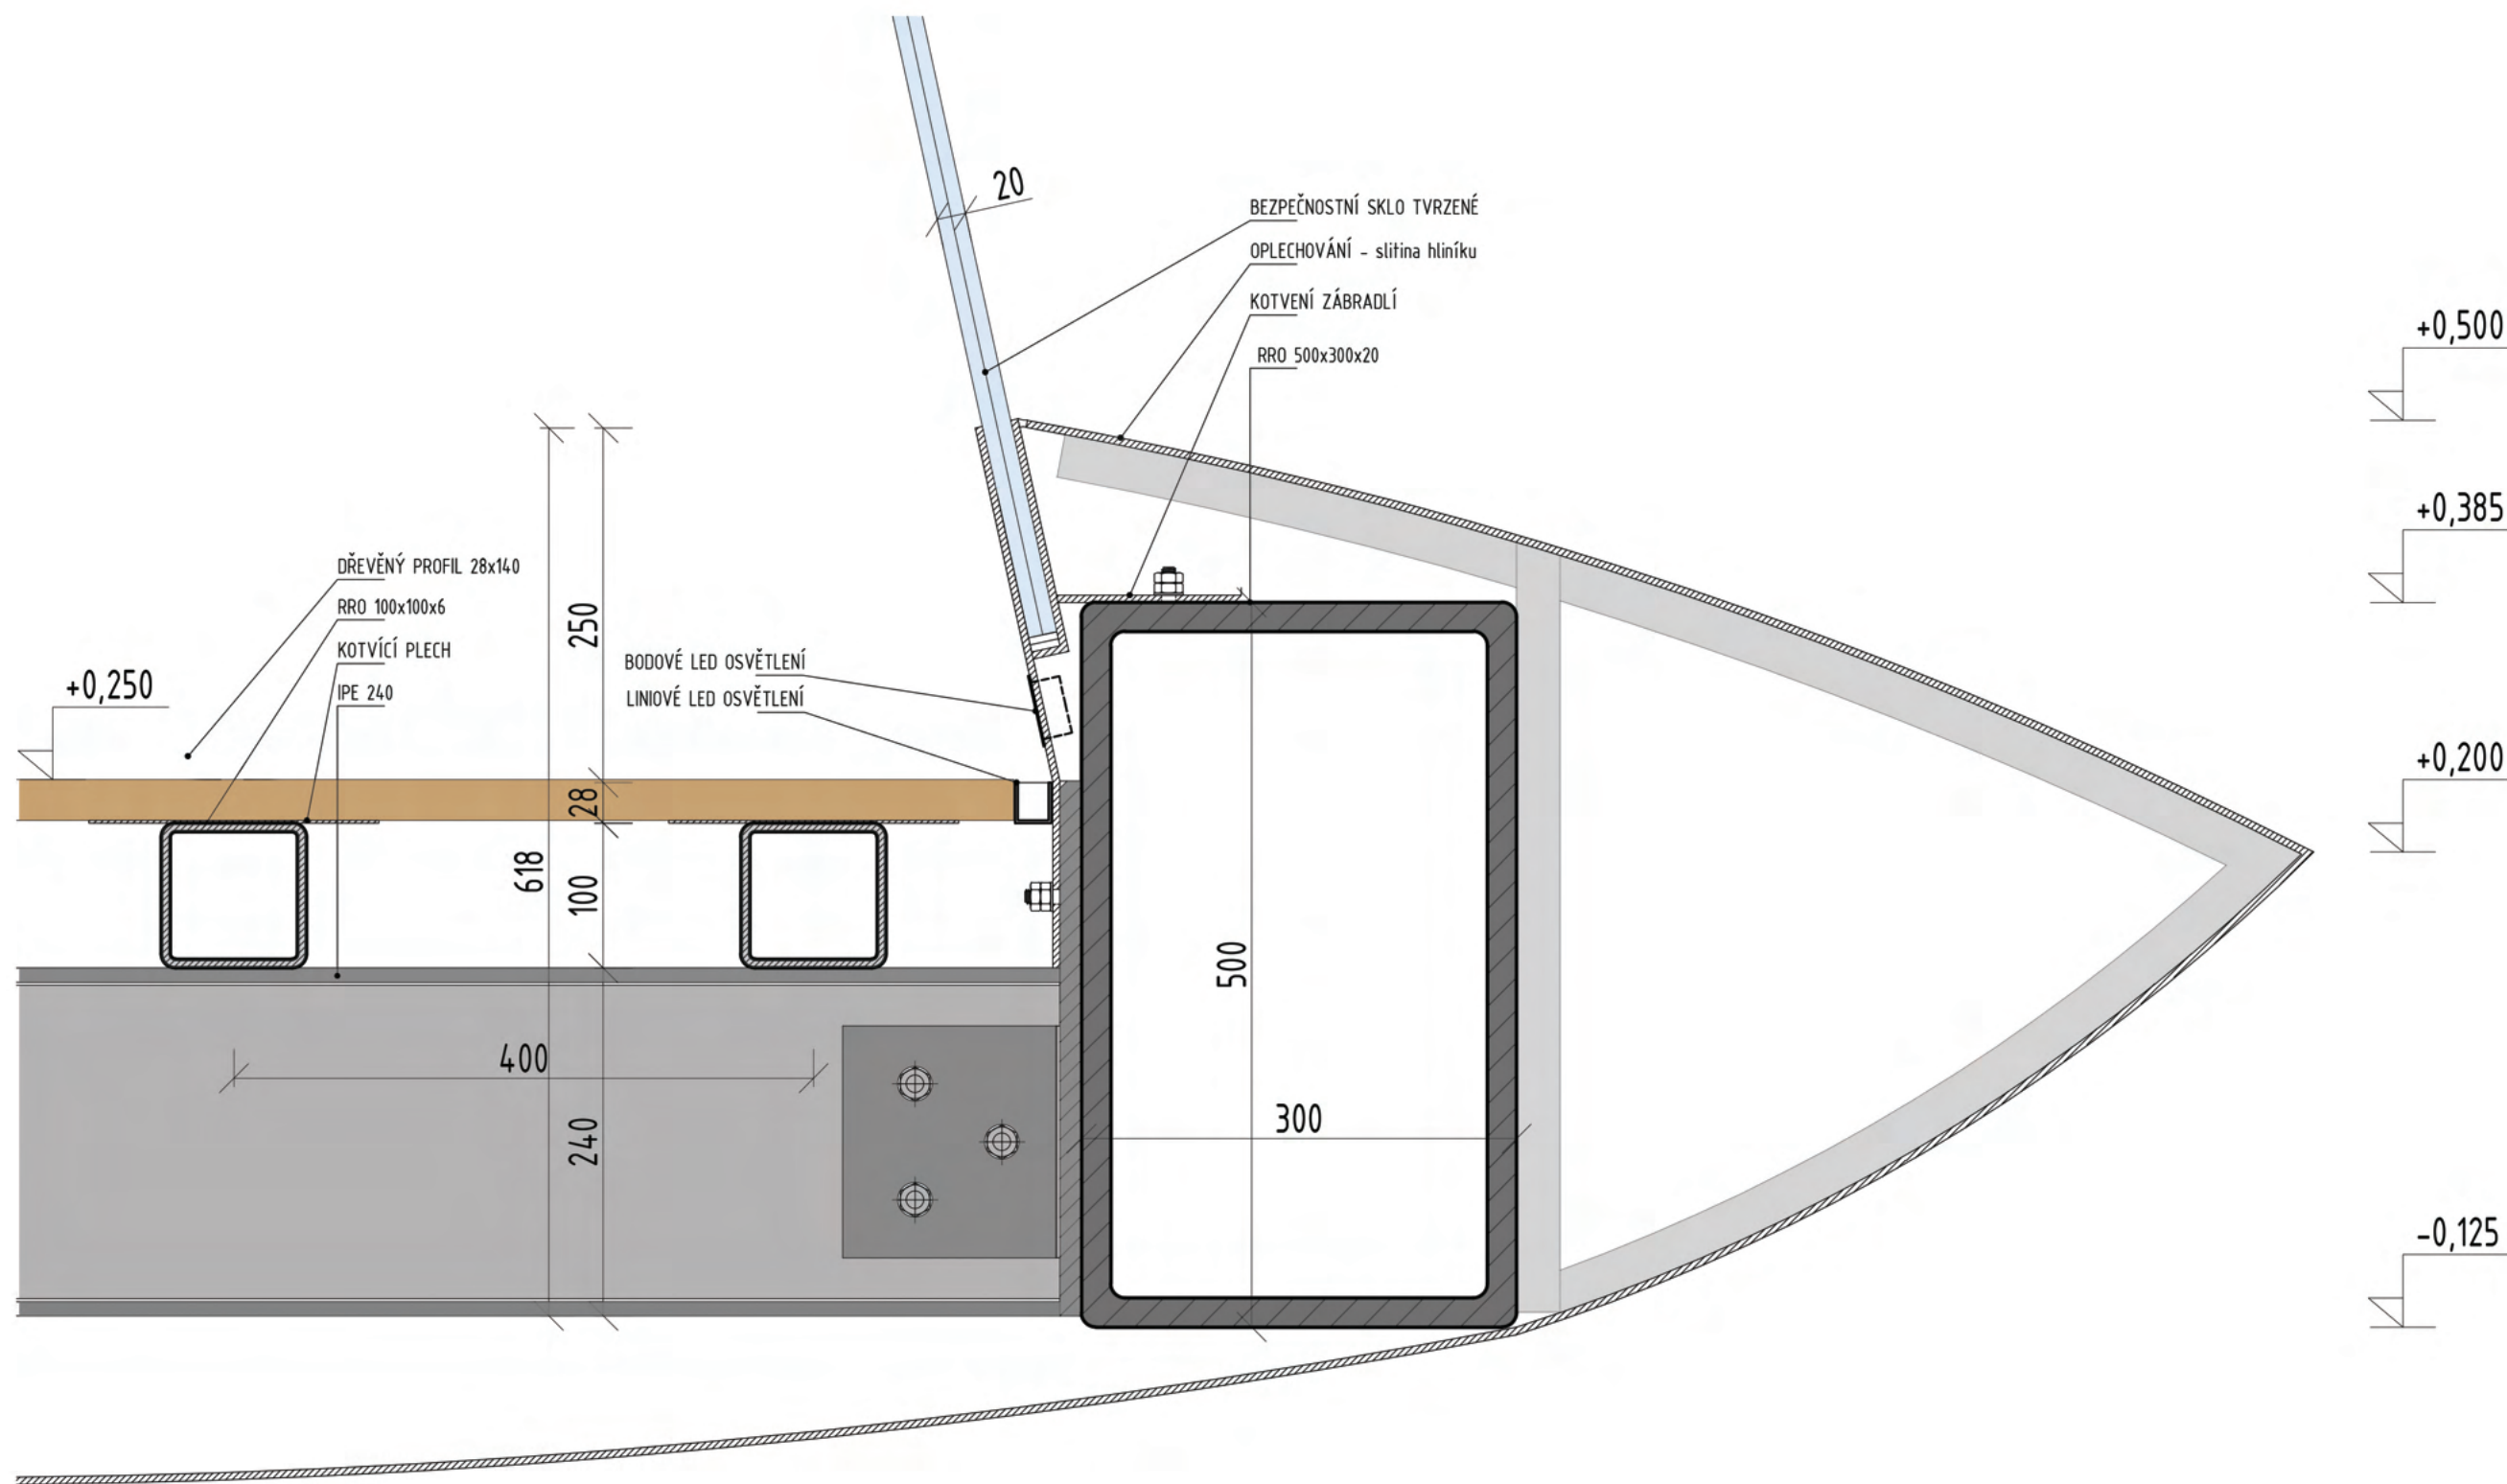 20
BEZPEČNOSTNÍ SKLO TVRZENÉ
OPLECHOVÁNÍ - slitina hliníku
KOTVENÍ ZÁBRADLÍ
RRO 500x300x20
+0,500
+0,385
+0,200
-0,125
DŘEVĚNÝ PROFIL 28x140
RRO 100x100x6
KOTVÍCÍ PLECH
IPE 240
+0,250
BODOVÉ LED OSVĚTLENÍ
LINIOVÉ LED OSVĚTLENÍ
250
28
618
100
400
240
500
300